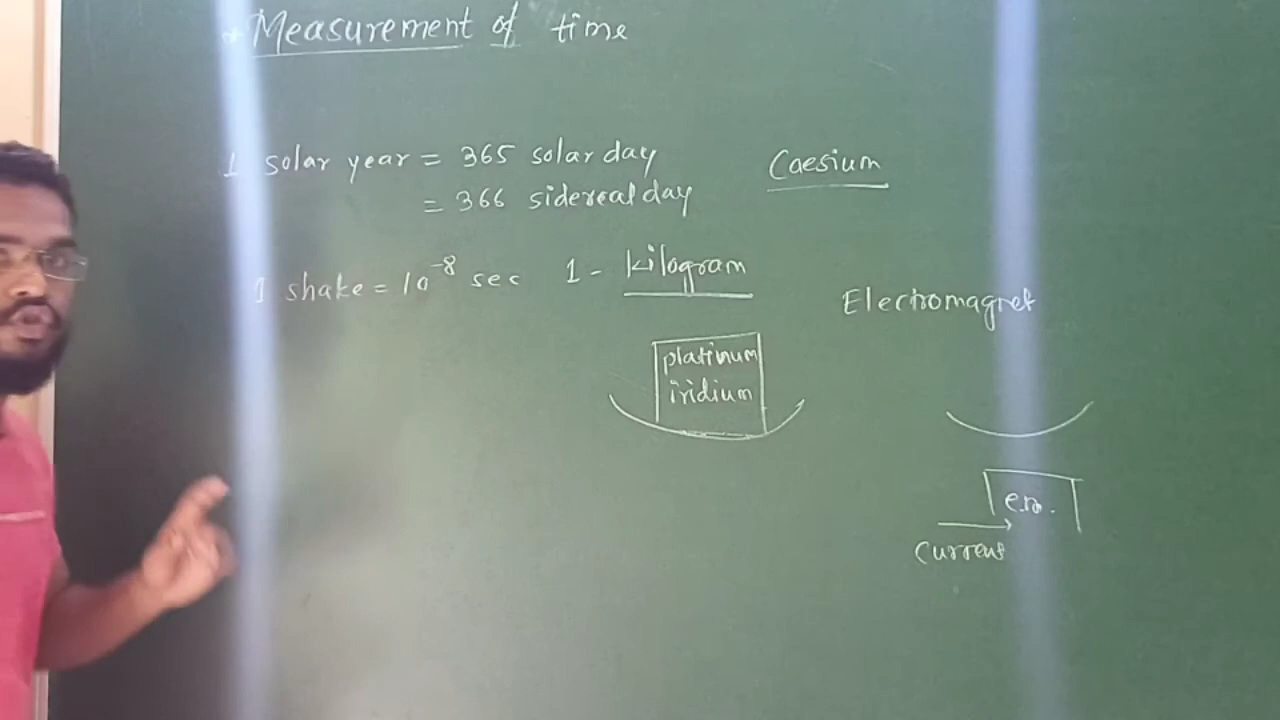 * Measurement of time
1 solar year = 365 solar day
= 366 sidereal day
Caesium
1 shake = 10⁻⁸ sec
1 - kilogram
Electromagnet
platinum
iridium
e.m.
Current